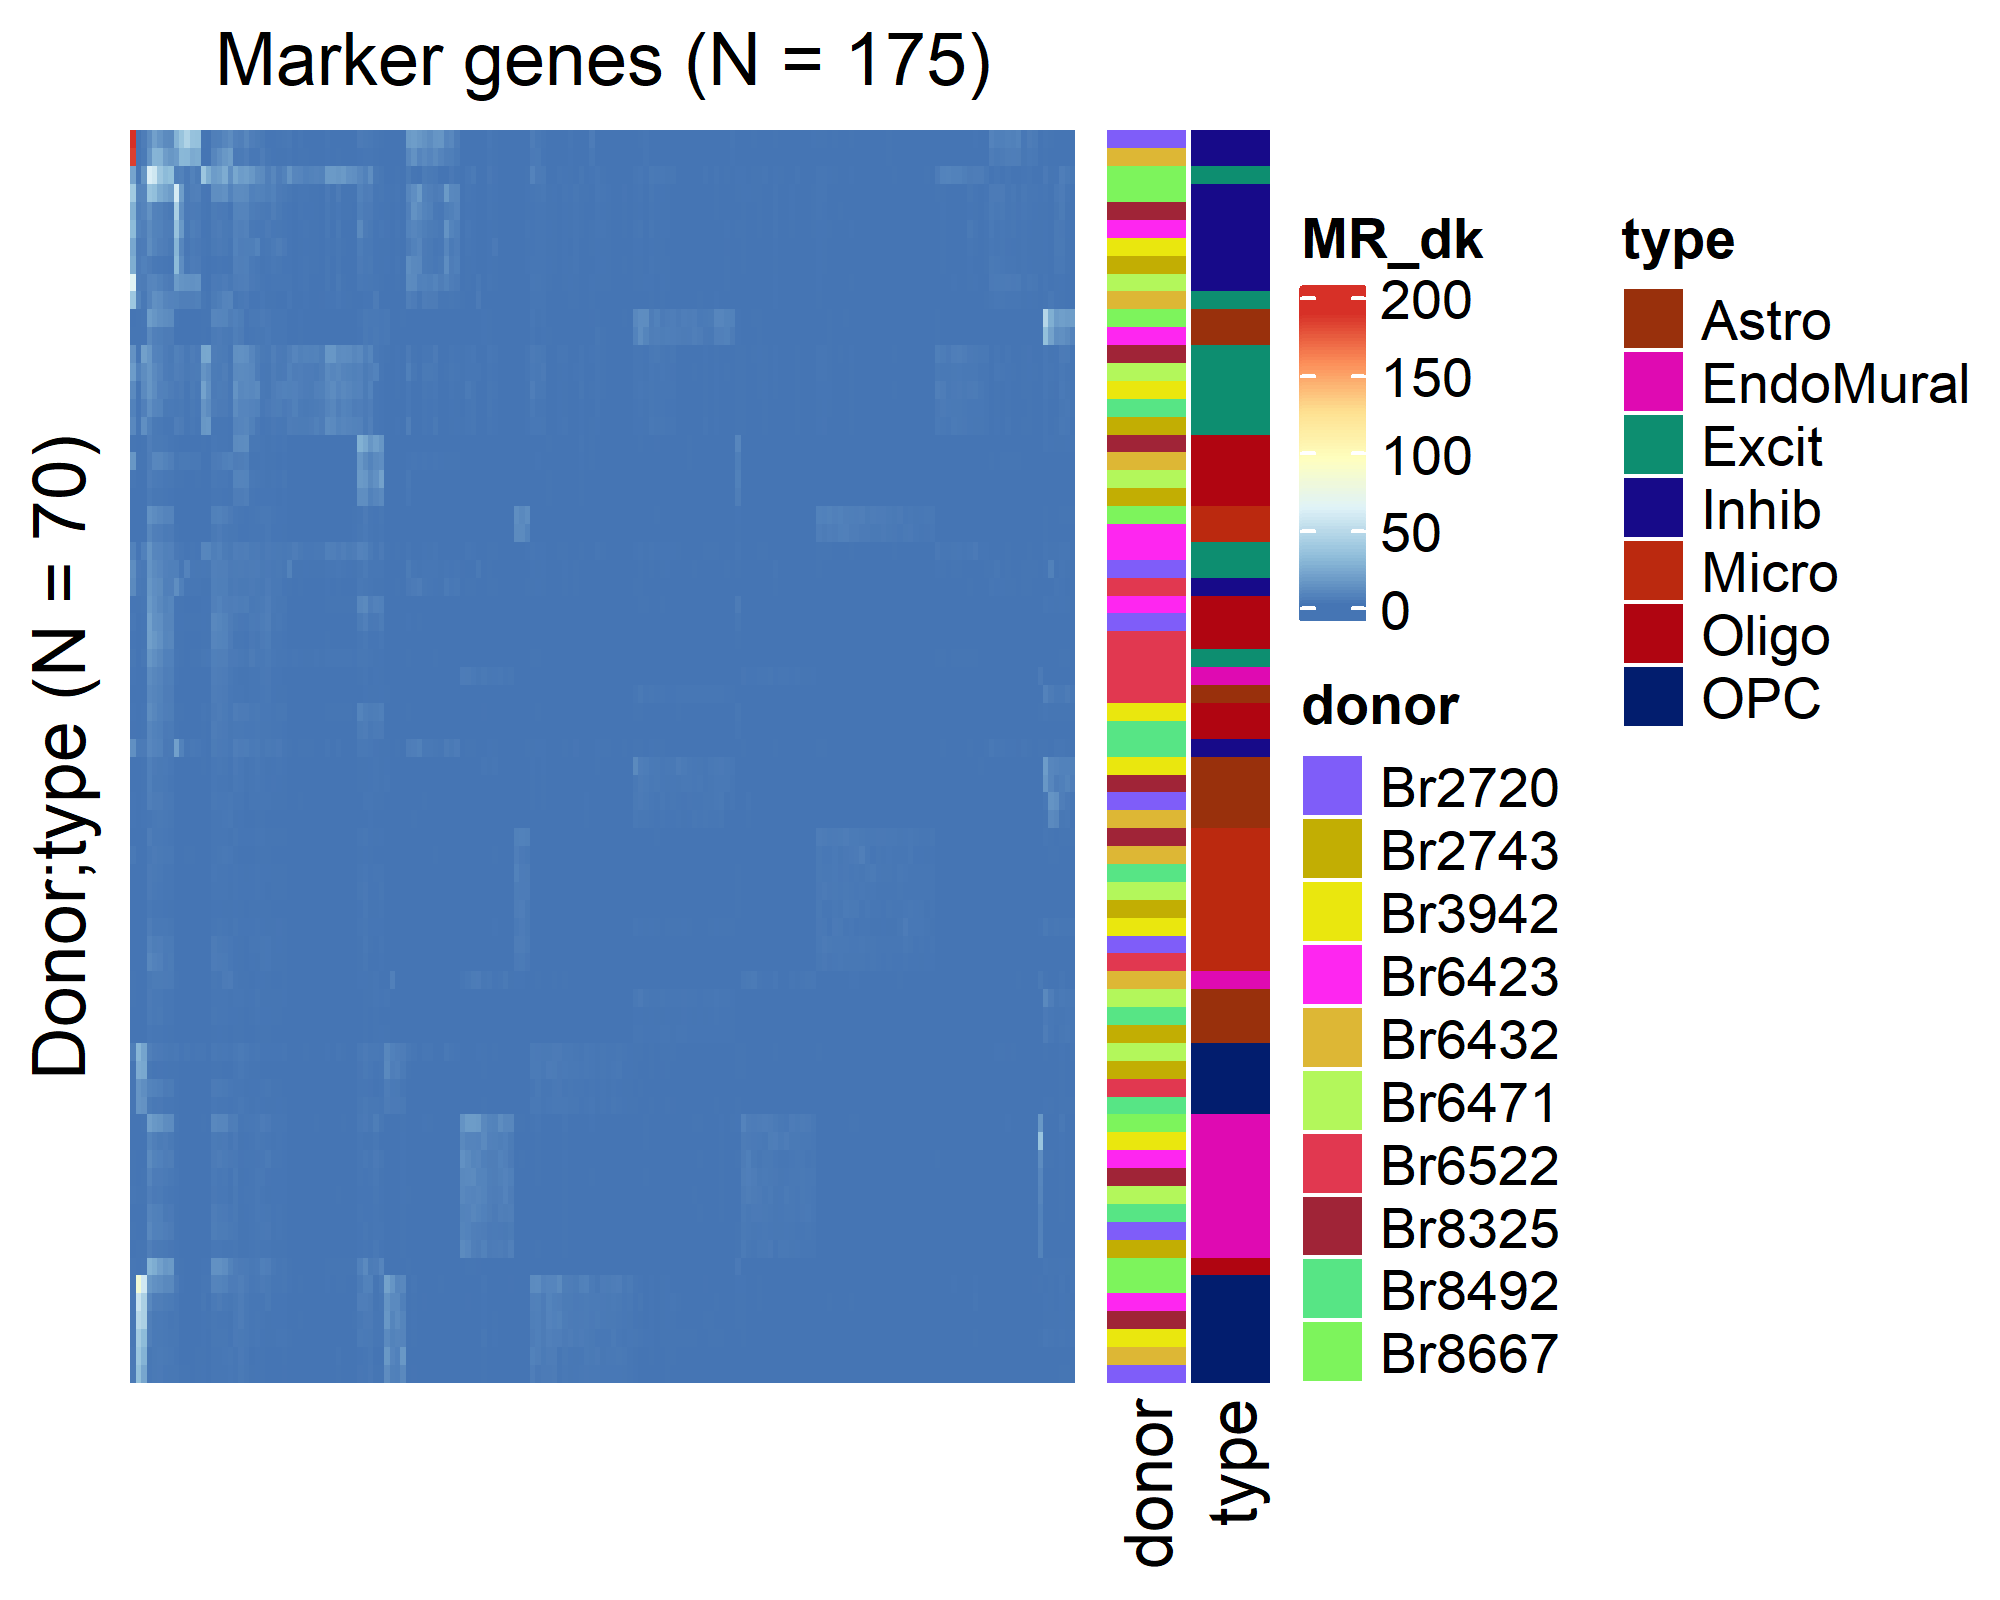 Marker genes (N = 175)
Donor;type (N = 70)
donor
type
MR_dk
200
150
100
50
0
donor
Br2720
Br2743
Br3942
Br6423
Br6432
Br6471
Br6522
Br8325
Br8492
Br8667
type
Astro
EndoMural
Excit
Inhib
Micro
Oligo
OPC